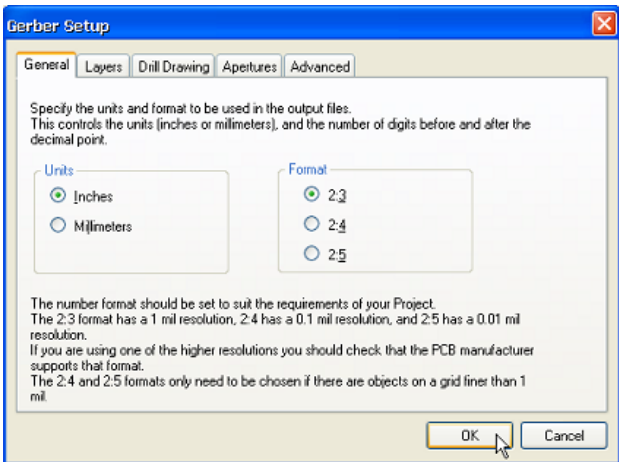 Gerber Setup
General Layers Drill Drawing Apertures Advanced
Specify the units and format to be used in the output files.
This controls the units (inches or millimeters), and the number of digits before and after the
decimal point.
Units
Inches
Millimeters
Format
2:3
2:4
2:5
The number format should be set to suit the requirements of your Project.
The 2:3 format has a 1 mil resolution, 2:4 has a 0.1 mil resolution, and 2:5 has a 0.01 mil
resolution.
If you are using one of the higher resolutions you should check that the PCB manufacturer
supports that format.
The 2:4 and 2:5 formats only need to be chosen if there are objects on a grid finer than 1
mil.
OK Cancel